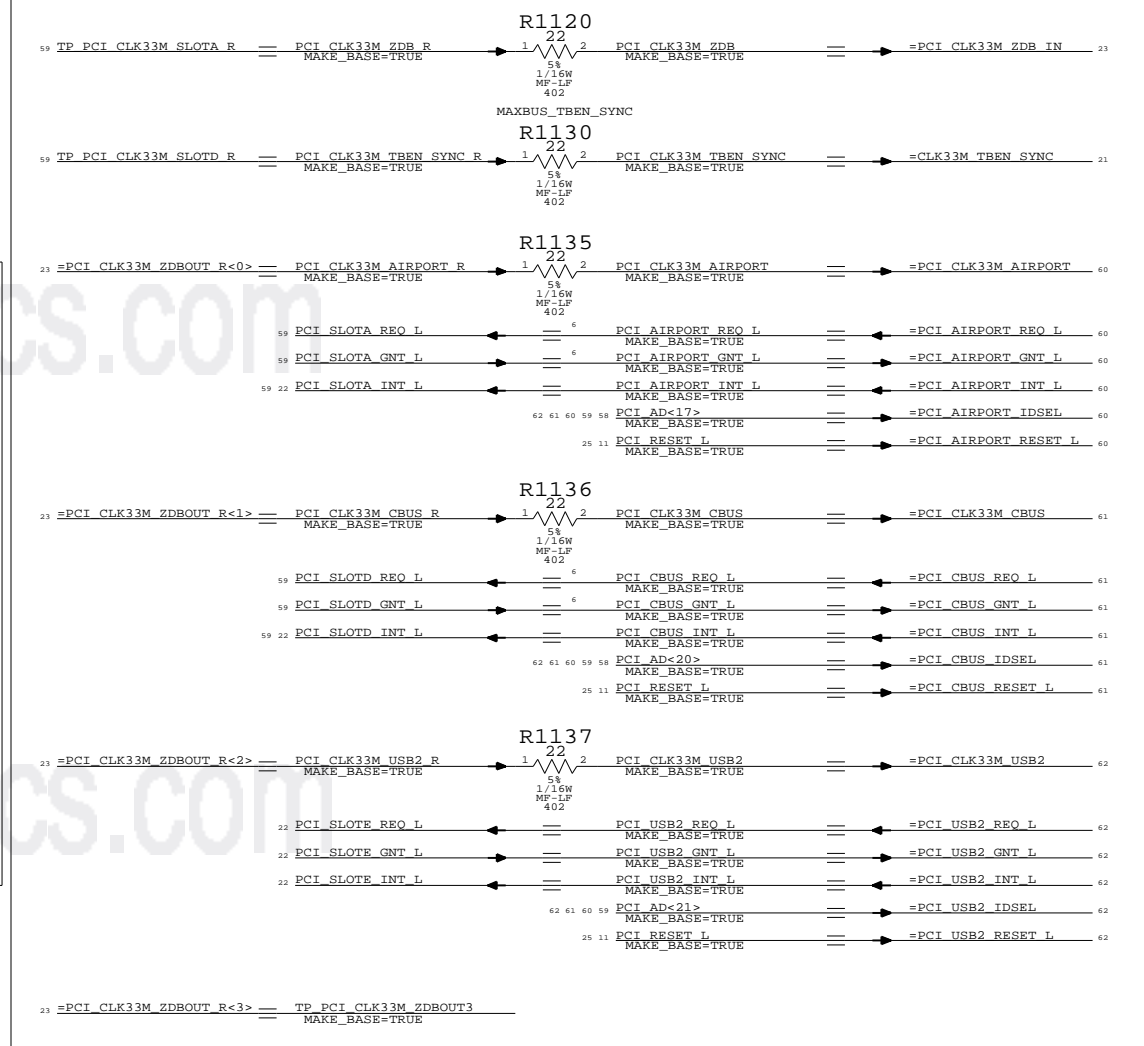 R1120
22
59 TP_PCI_CLK33M_SLOTA_R PCI_CLK33M_ZDB_R 1 2 PCI_CLK33M_ZDB =PCI_CLK33M_ZDB_IN 23
MAKE_BASE=TRUE MAKE_BASE=TRUE
5%
1/16W
MF-LF
402
MAXBUS_TBEN_SYNC
R1130
22
59 TP_PCI_CLK33M_SLOTD_R PCI_CLK33M_TBEN_SYNC_R 1 2 PCI_CLK33M_TBEN_SYNC =CLK33M_TBEN_SYNC 21
MAKE_BASE=TRUE MAKE_BASE=TRUE
5%
1/16W
MF-LF
402
R1135
22
23 =PCI_CLK33M_ZDBOUT_R<0> PCI_CLK33M_AIRPORT_R 1 2 PCI_CLK33M_AIRPORT =PCI_CLK33M_AIRPORT 60
MAKE_BASE=TRUE MAKE_BASE=TRUE
5%
1/16W
MF-LF
402
59 PCI_SLOTA_REQ_L 6 PCI_AIRPORT_REQ_L =PCI_AIRPORT_REQ_L 60
MAKE_BASE=TRUE
59 PCI_SLOTA_GNT_L 6 PCI_AIRPORT_GNT_L =PCI_AIRPORT_GNT_L 60
MAKE_BASE=TRUE
59 22 PCI_SLOTA_INT_L PCI_AIRPORT_INT_L =PCI_AIRPORT_INT_L 60
MAKE_BASE=TRUE
62 61 60 59 58 PCI_AD<17> =PCI_AIRPORT_IDSEL 60
MAKE_BASE=TRUE
25 11 PCI_RESET_L =PCI_AIRPORT_RESET_L 60
MAKE_BASE=TRUE
cs.com
R1136
22
23 =PCI_CLK33M_ZDBOUT_R<1> PCI_CLK33M_CBUS_R 1 2 PCI_CLK33M_CBUS =PCI_CLK33M_CBUS 61
MAKE_BASE=TRUE MAKE_BASE=TRUE
5%
1/16W
MF-LF
402
59 PCI_SLOTD_REQ_L 6 PCI_CBUS_REQ_L =PCI_CBUS_REQ_L 61
MAKE_BASE=TRUE
59 PCI_SLOTD_GNT_L 6 PCI_CBUS_GNT_L =PCI_CBUS_GNT_L 61
MAKE_BASE=TRUE
59 22 PCI_SLOTD_INT_L PCI_CBUS_INT_L =PCI_CBUS_INT_L 61
MAKE_BASE=TRUE
62 61 60 59 58 PCI_AD<20> =PCI_CBUS_IDSEL 61
MAKE_BASE=TRUE
25 11 PCI_RESET_L =PCI_CBUS_RESET_L 61
MAKE_BASE=TRUE
R1137
22
23 =PCI_CLK33M_ZDBOUT_R<2> PCI_CLK33M_USB2_R 1 2 PCI_CLK33M_USB2 =PCI_CLK33M_USB2 62
MAKE_BASE=TRUE MAKE_BASE=TRUE
5%
1/16W
MF-LF
402
22 PCI_SLOTE_REQ_L PCI_USB2_REQ_L =PCI_USB2_REQ_L 62
MAKE_BASE=TRUE
22 PCI_SLOTE_GNT_L PCI_USB2_GNT_L =PCI_USB2_GNT_L 62
MAKE_BASE=TRUE
22 PCI_SLOTE_INT_L PCI_USB2_INT_L =PCI_USB2_INT_L 62
MAKE_BASE=TRUE
62 61 60 59 PCI_AD<21> =PCI_USB2_IDSEL 62
MAKE_BASE=TRUE
25 11 PCI_RESET_L =PCI_USB2_RESET_L 62
MAKE_BASE=TRUE
cs.com
23 =PCI_CLK33M_ZDBOUT_R<3> TP_PCI_CLK33M_ZDBOUT3
MAKE_BASE=TRUE